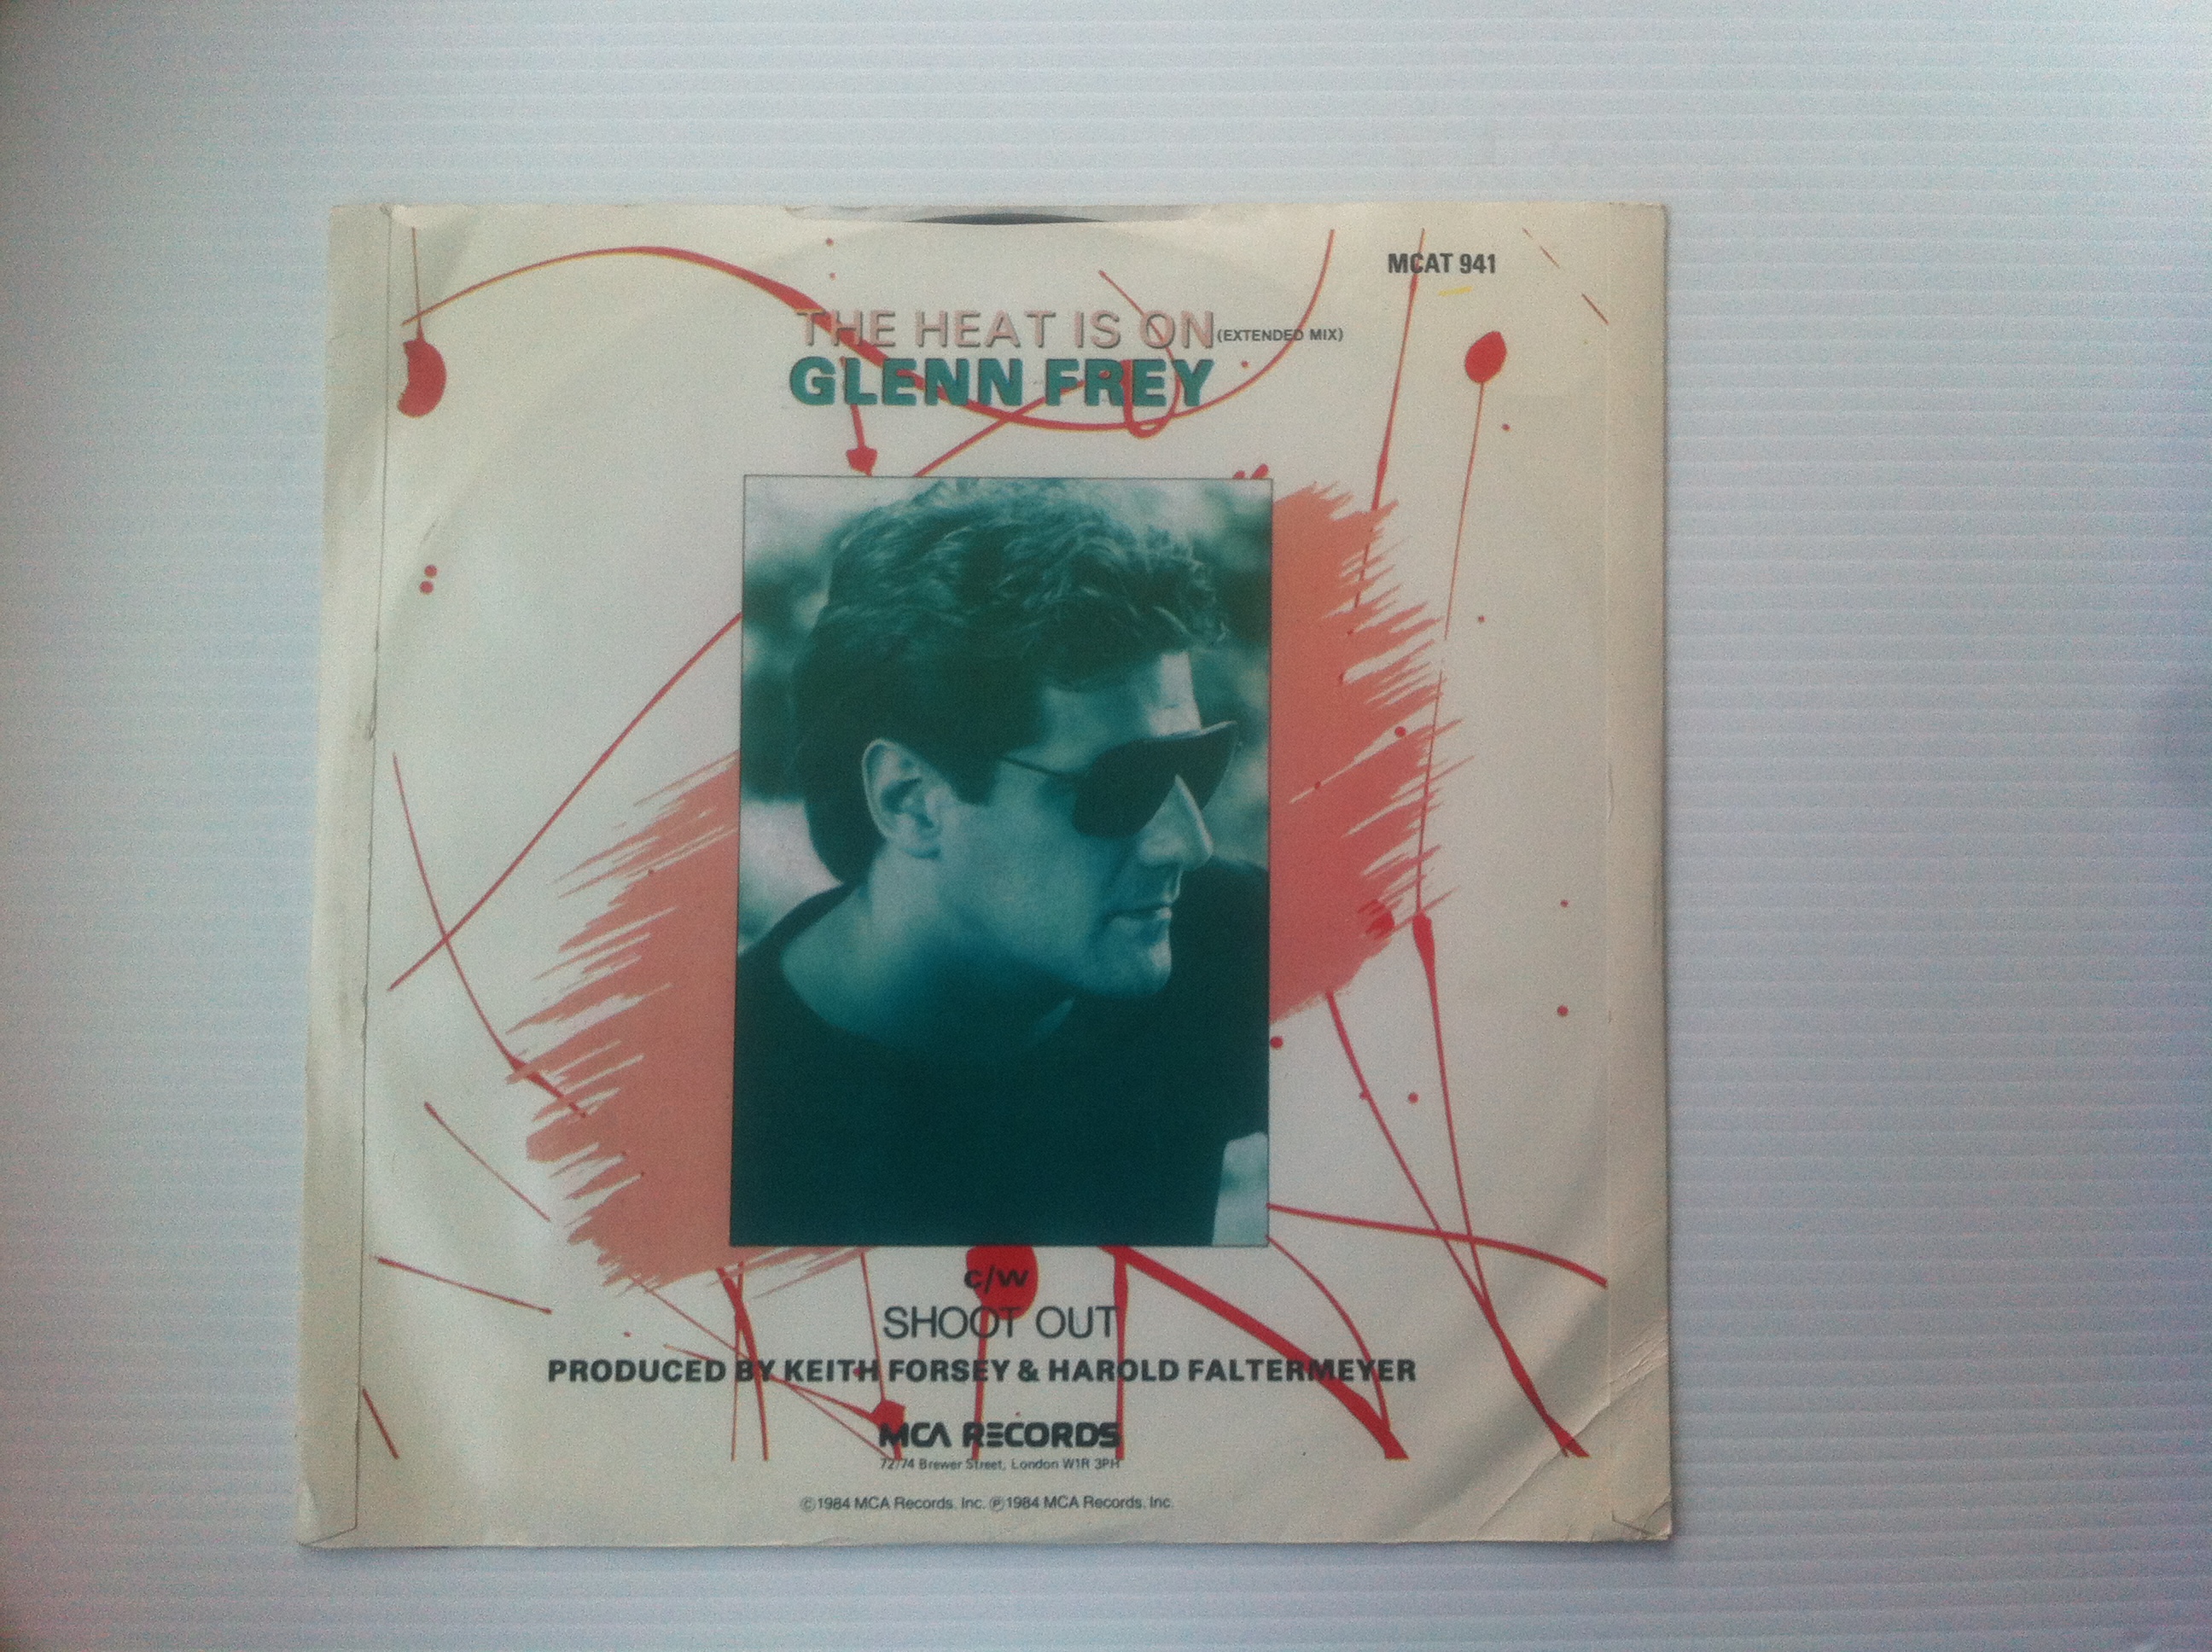 MCAT 941
THE HEAT IS ON (EXTENDED MIX)
GLENN FREY
c/w
SHOOT OUT
PRODUCED BY KEITH FORSEY & HAROLD FALTERMEYER
MCA RECORDS
72/74 Brewer Street, London W1R 3PH
©1984 MCA Records, Inc. ℗1984 MCA Records, Inc.